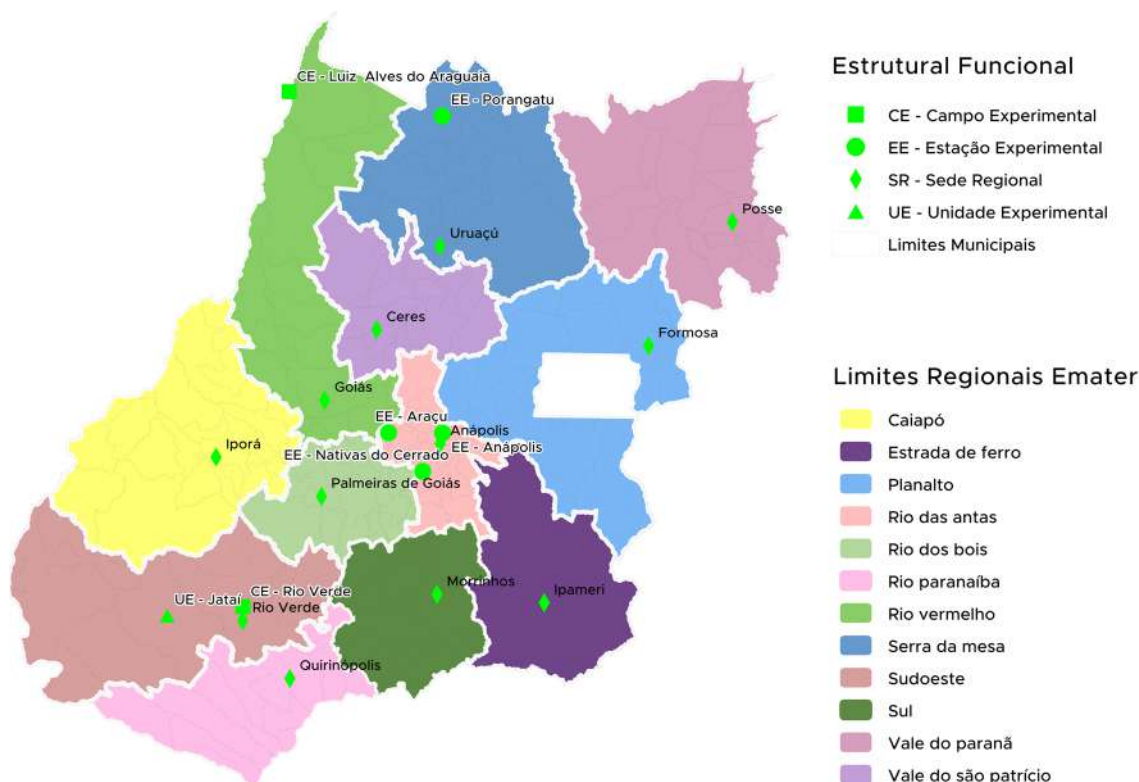 CE - Luiz Alves do Araguaia
EE - Porangatu
Posse
Uruaçú
Ceres
Formosa
Goiás
EE - Araçu
Anápolis
EE - Anápolis
Iporá
EE - Nativas do Cerrado
Palmeiras de Goiás
Morrinhos
Ipameri
UE - Jataí
CE - Rio Verde
Rio Verde
Quirinópolis
Estrutural Funcional
CE - Campo Experimental
EE - Estação Experimental
SR - Sede Regional
UE - Unidade Experimental
Limites Municipais
Limites Regionais Emater
Caiapó
Estrada de ferro
Planalto
Rio das antas
Rio dos bois
Rio paranaíba
Rio vermelho
Serra da mesa
Sudoeste
Sul
Vale do paranã
Vale do são patrício